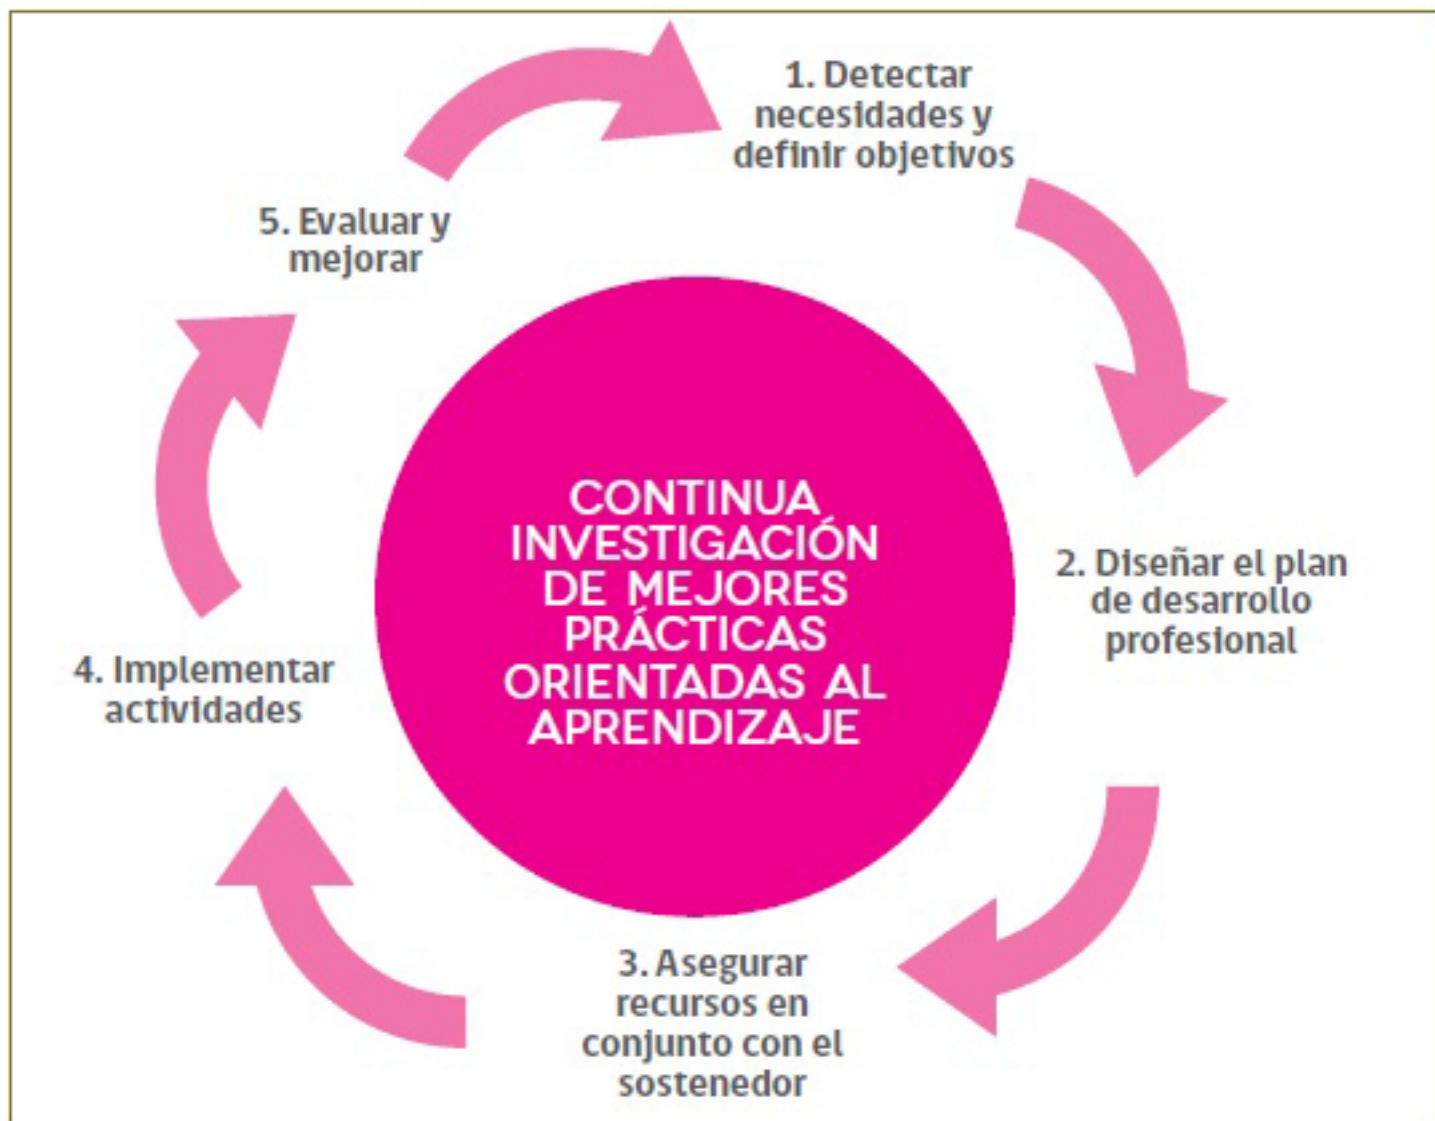 1. Detectar
necesidades y
definir objetivos
2. Diseñar el plan
de desarrollo
profesional
3. Asegurar
recursos en
conjunto con el
sostenedor
4. Implementar
actividades
5. Evaluar y
mejorar
CONTINUA
INVESTIGACIÓN
DE MEJORES
PRÁCTICAS
ORIENTADAS AL
APRENDIZAJE